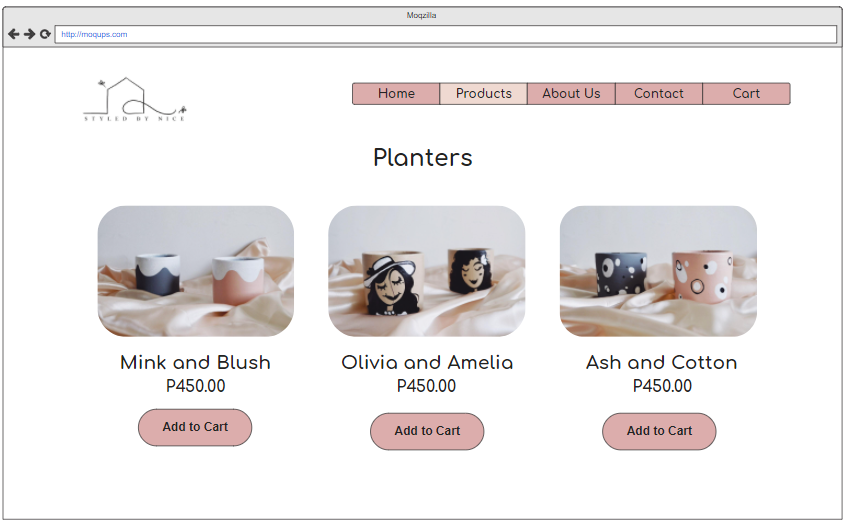 Moqzilla
http://moqups.com
STYLED BY NICE
Home Products About Us Contact Cart
Planters
Mink and Blush Olivia and Amelia Ash and Cotton
P450.00 P450.00 P450.00
Add to Cart Add to Cart Add to Cart